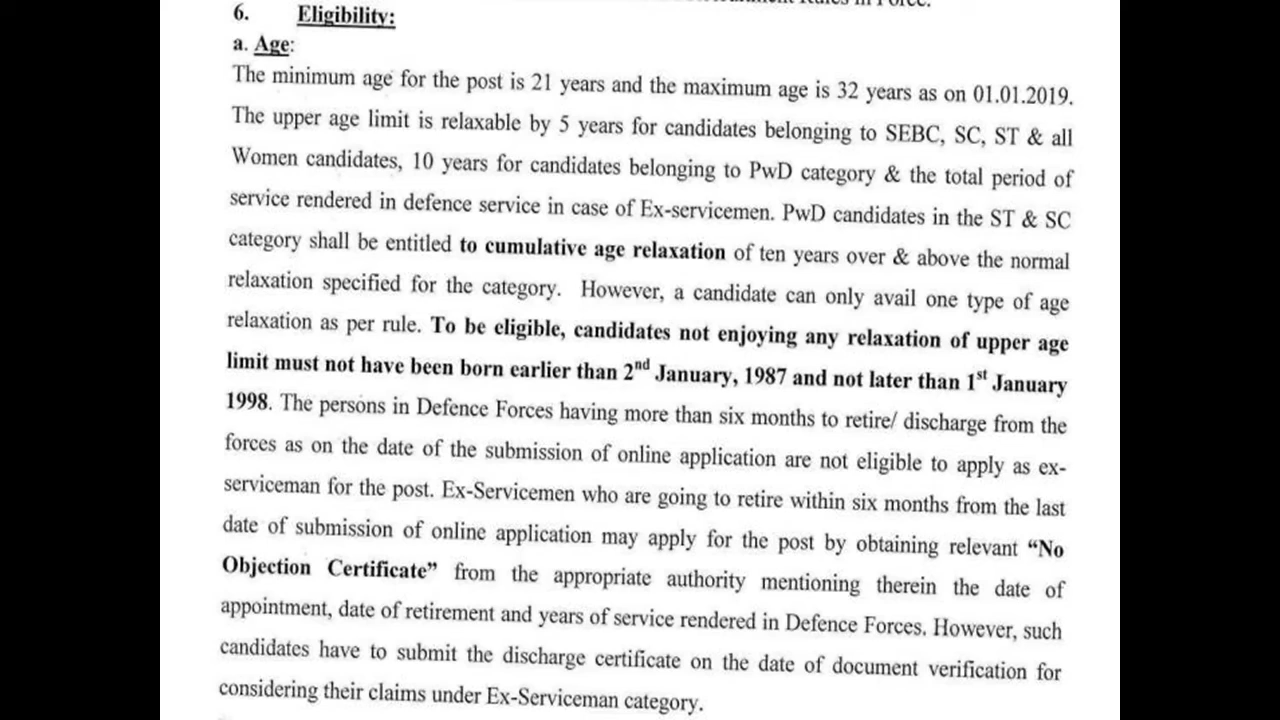 Rules in Force.
6. Eligibility:
a. Age:
The minimum age for the post is 21 years and the maximum age is 32 years as on 01.01.2019.
The upper age limit is relaxable by 5 years for candidates belonging to SEBC, SC, ST & all
Women candidates, 10 years for candidates belonging to PwD category & the total period of
service rendered in defence service in case of Ex-servicemen. PwD candidates in the ST & SC
category shall be entitled to cumulative age relaxation of ten years over & above the normal
relaxation specified for the category. However, a candidate can only avail one type of age
relaxation as per rule. To be eligible, candidates not enjoying any relaxation of upper age
limit must not have been born earlier than 2nd January, 1987 and not later than 1st January
1998. The persons in Defence Forces having more than six months to retire/ discharge from the
forces as on the date of the submission of online application are not eligible to apply as ex-
serviceman for the post. Ex-Servicemen who are going to retire within six months from the last
date of submission of online application may apply for the post by obtaining relevant “No
Objection Certificate” from the appropriate authority mentioning therein the date of
appointment, date of retirement and years of service rendered in Defence Forces. However, such
candidates have to submit the discharge certificate on the date of document verification for
considering their claims under Ex-Serviceman category.